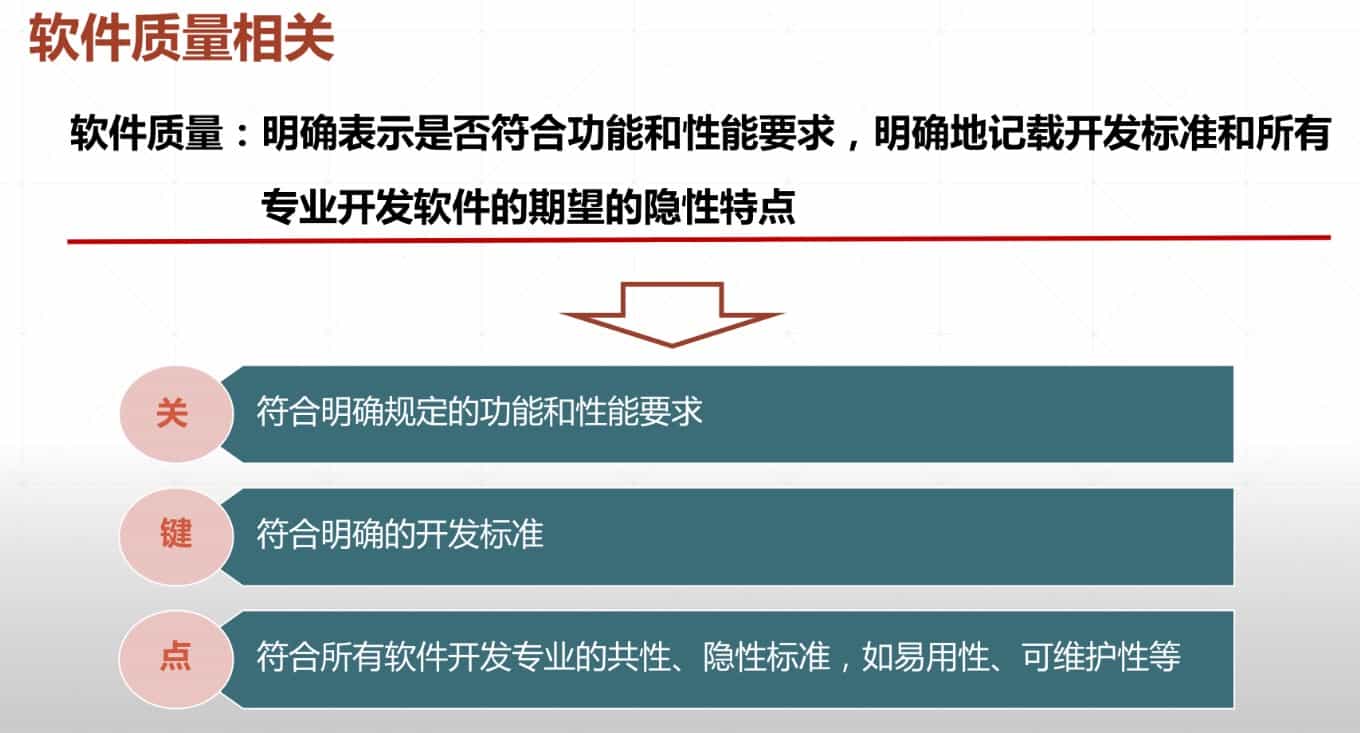 软件质量相关
软件质量：明确表示是否符合功能和性能要求，明确地记载开发标准和所有
专业开发软件的期望的隐性特点
关
符合明确规定的功能和性能要求
键
符合明确的开发标准
点
符合所有软件开发专业的共性、隐性标准，如易用性、可维护性等